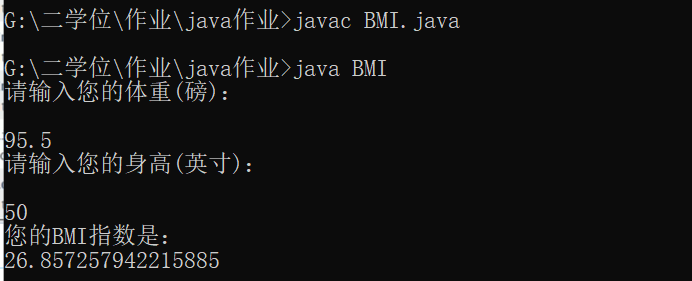 G:\二学位\作业\java作业>javac BMI.java
G:\二学位\作业\java作业>java BMI
请输入您的体重(磅):
95.5
请输入您的身高(英寸):
50
您的BMI指数是:
26.857257942215885